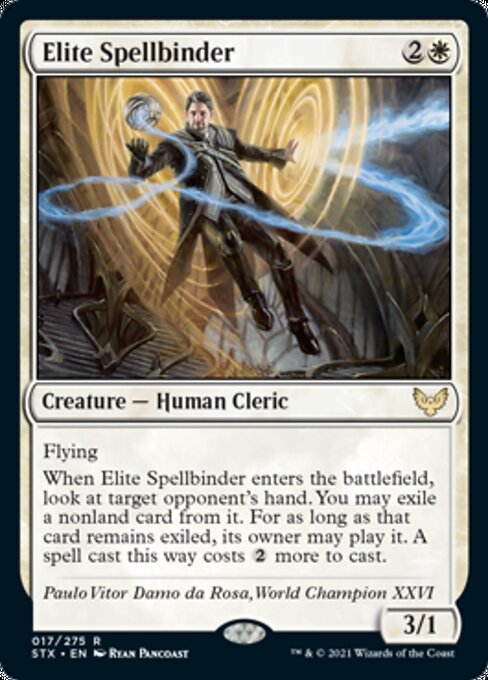 Elite Spellbinder 2
Creature — Human Cleric
Flying
When Elite Spellbinder enters the battlefield,
look at target opponent's hand. You may exile
a nonland card from it. For as long as that
card remains exiled, its owner may play it. A
spell cast this way costs 2 more to cast.
Paulo Vitor Damo da Rosa, World Champion XXVI
3/1
017/275 R
STX • EN Ryan Pancoast
™ & © 2021 Wizards of the Coast